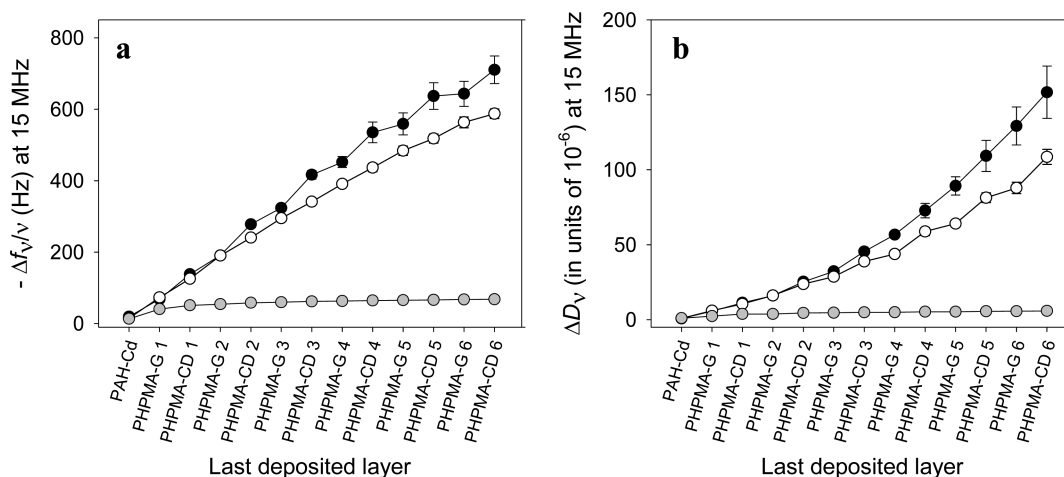 a
- Δfν/ν (Hz) at 15 MHz
800
600
400
200
0
PAH-Cd
PHPMA-G 1
PHPMA-CD 1
PHPMA-G 2
PHPMA-CD 2
PHPMA-G 3
PHPMA-CD 3
PHPMA-G 4
PHPMA-CD 4
PHPMA-G 5
PHPMA-CD 5
PHPMA-G 6
PHPMA-CD 6
Last deposited layer
b
ΔDν (in units of 10⁻⁶) at 15 MHz
200
150
100
50
0
PAH-Cd
PHPMA-G 1
PHPMA-CD 1
PHPMA-G 2
PHPMA-CD 2
PHPMA-G 3
PHPMA-CD 3
PHPMA-G 4
PHPMA-CD 4
PHPMA-G 5
PHPMA-CD 5
PHPMA-G 6
PHPMA-CD 6
Last deposited layer